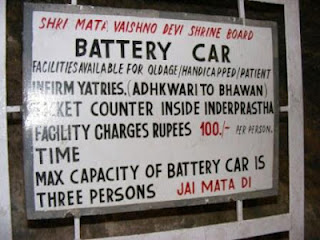 SHRI MATA VAISHNO DEVI SHRINE BOARD
BATTERY CAR
FACILITIES AVAILABLE FOR OLDAGE/HANDICAPPED/PATIENT
INFIRM YATRIES. (ADHKWARI TO BHAWAN)
TICKET COUNTER INSIDE INDERPRASTHA
FACILITY CHARGES RUPEES 100/- PER PERSON.
TIME
MAX CAPACITY OF BATTERY CAR IS
THREE PERSONS JAI MATA DI